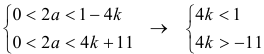 {0 < 2a < 1 − 4k → {4k < 1
{0 < 2a < 4k + 11 {4k > −11